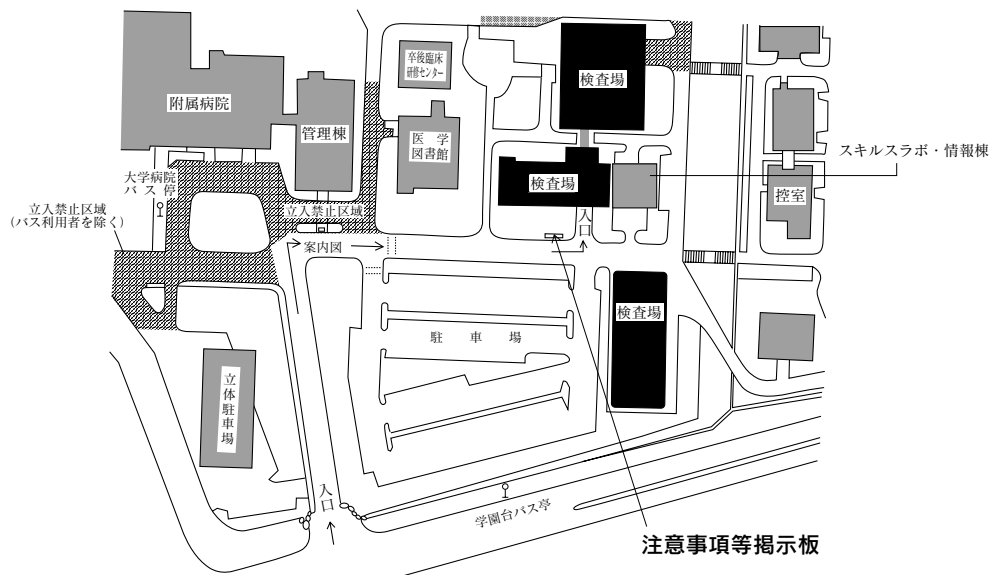 卒後臨床
研修センター
検査場
附属病院
管理棟
医　学
図書館
スキルスラボ・情報棟
大学病院
バ　ス　停
検査場
控室
立入禁止区域
(バス利用者を除く)
立入禁止区域
入口
案内図
検査場
駐　車　場
立体駐車場
入口
学園台バス亭
注意事項等掲示板